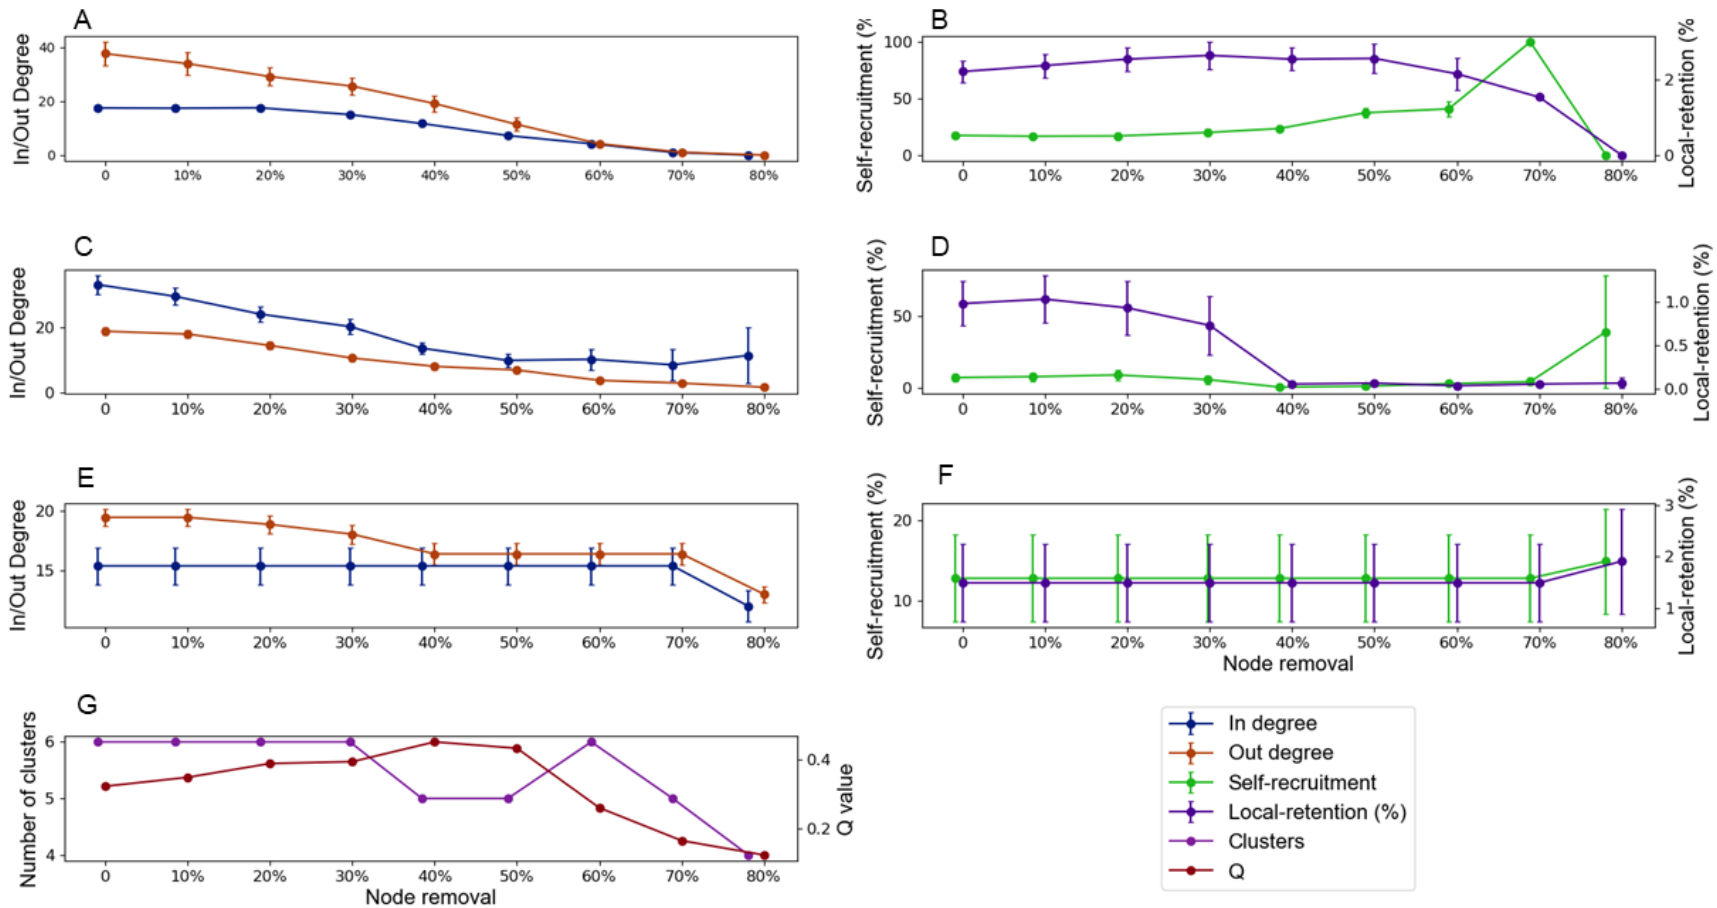 A
In/Out Degree
40
20
0
0 10% 20% 30% 40% 50% 60% 70% 80%
B
Self-recruitment (%
100
50
0
Local-retention (%
2
0
0 10% 20% 30% 40% 50% 60% 70% 80%
C
In/Out Degree
20
0
0 10% 20% 30% 40% 50% 60% 70% 80%
D
Self-recruitment (%)
50
0
Local-retention (%)
1.0
0.5
0.0
0 10% 20% 30% 40% 50% 60% 70% 80%
E
In/Out Degree
20
15
0 10% 20% 30% 40% 50% 60% 70% 80%
F
Self-recruitment (%)
20
10
Local-retention (%)
3
2
1
0 10% 20% 30% 40% 50% 60% 70% 80%
Node removal
G
Number of clusters
6
5
4
Q value
0.4
0.2
0 10% 20% 30% 40% 50% 60% 70% 80%
Node removal
In degree
Out degree
Self-recruitment
Local-retention (%)
Clusters
Q